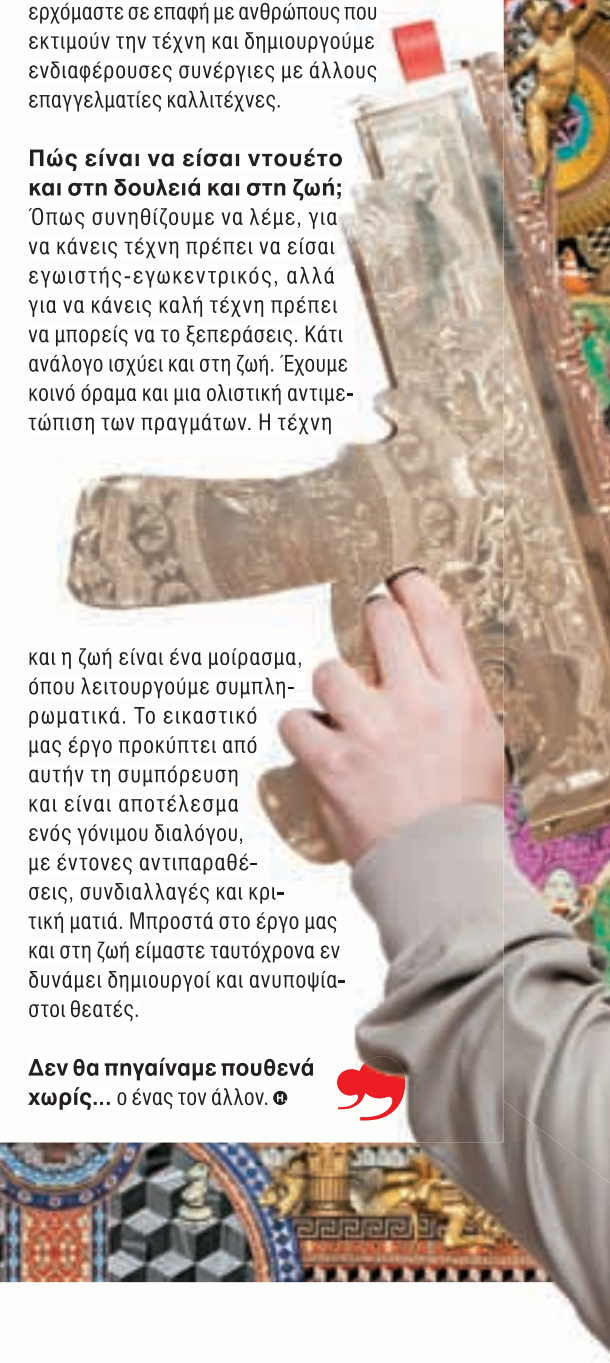 ερχόμαστε σε επαφή με ανθρώπους που
εκτιμούν την τέχνη και δημιουργούμε
ενδιαφέρουσες συνέργιες με άλλους
επαγγελματίες καλλιτέχνες.
Πώς είναι να είσαι ντουέτο
και στη δουλειά και στη ζωή;
Όπως συνηθίζουμε να λέμε, για
να κάνεις τέχνη πρέπει να είσαι
εγωιστής-εγωκεντρικός, αλλά
για να κάνεις καλή τέχνη πρέπει
να μπορείς να το ξεπεράσεις. Κάτι
ανάλογο ισχύει και στη ζωή. Έχουμε
κοινό όραμα και μια ολιστική αντιμε-
τώπιση των πραγμάτων. Η τέχνη
και η ζωή είναι ένα μοίρασμα,
όπου λειτουργούμε συμπλη-
ρωματικά. Το εικαστικό
μας έργο προκύπτει από
αυτήν τη συμπόρευση
και είναι αποτέλεσμα
ενός γόνιμου διαλόγου,
με έντονες αντιπαραθέ-
σεις, συνδιαλλαγές και κρι-
τική ματιά. Μπροστά στο έργο μας
και στη ζωή είμαστε ταυτόχρονα εν
δυνάμει δημιουργοί και ανυποψία-
στοι θεατές.
Δεν θα πηγαίναμε πουθενά
χωρίς... ο ένας τον άλλον. H